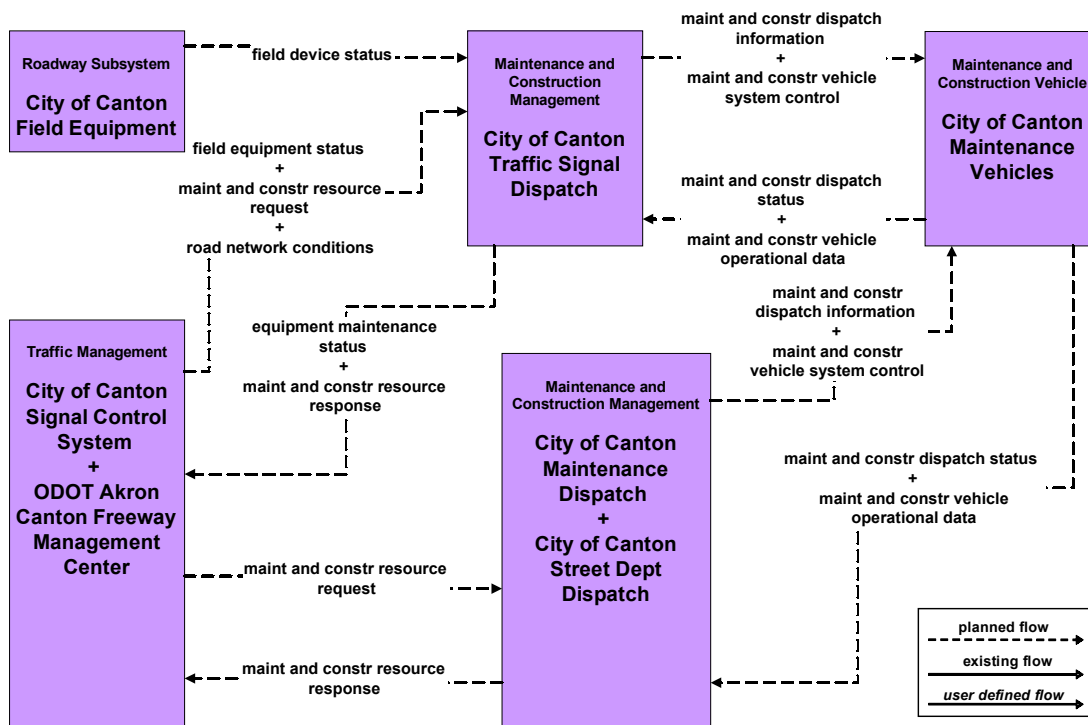 Roadway Subsystem
City of Canton
Field Equipment
field device status
Maintenance and
Construction
Management
City of Canton
Traffic Signal
Dispatch
maint and constr dispatch
information
+
maint and constr vehicle
system control
Maintenance and
Construction Vehicle
City of Canton
Maintenance
Vehicles
field equipment status
+
maint and constr resource
request
+
road network conditions
maint and constr dispatch
status
+
maint and constr vehicle
operational data
maint and constr
dispatch information
+
maint and constr
vehicle system control
Traffic Management
City of Canton
Signal Control
System
+
ODOT Akron
Canton Freeway
Management
Center
equipment maintenance
status
+
maint and constr resource
response
Maintenance and
Construction Management
City of Canton
Maintenance
Dispatch
+
City of Canton
Street Dept
Dispatch
maint and constr dispatch status
+
maint and constr vehicle
operational data
maint and constr resource
request
maint and constr resource
response
planned flow
existing flow
user defined flow